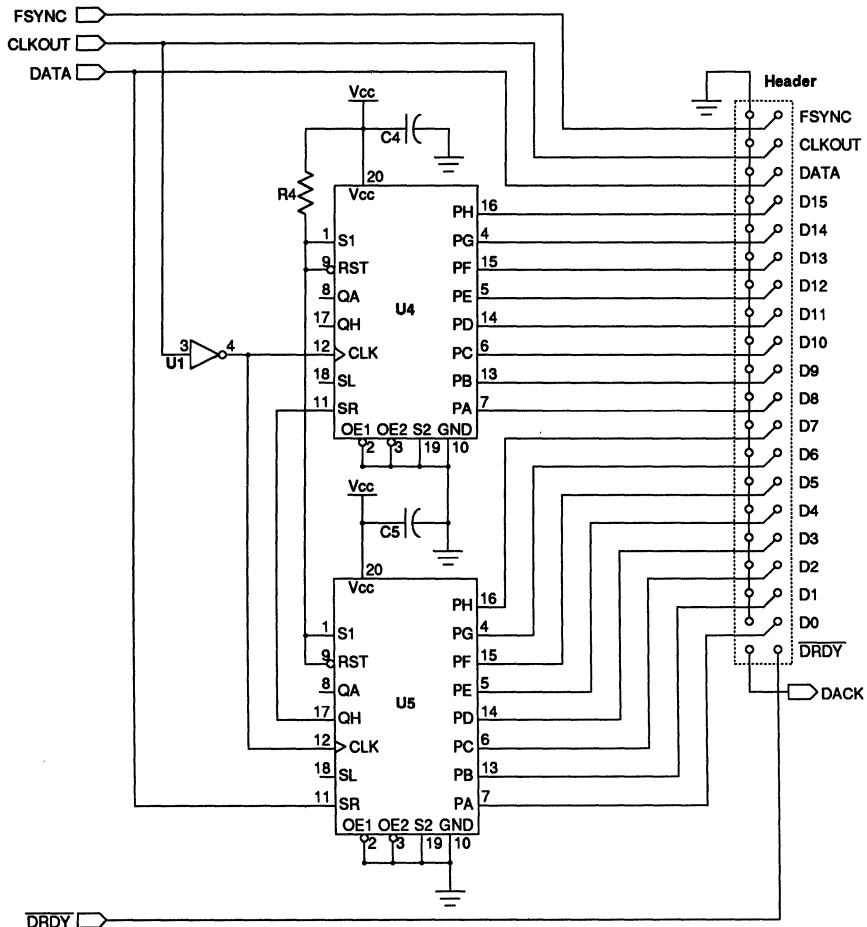 FSYNC
CLKOUT
DATA
Header
Vcc
C4
FSYNC
CLKOUT
DATA
D15
D14
D13
D12
D11
D10
D9
D8
D7
D6
D5
D4
D3
D2
D1
D0
DRDY
DACK
R4
20
Vcc
PH 16
1 S1 PG 4
9 RST PF 15
8 QA PE 5
U4
17 QH PD 14
3 U1 4
12 CLK PC 6
18 SL PB 13
11 SR PA 7
OE1 OE2 S2 GND
2 3 19 10
Vcc
C5
20
Vcc
PH 16
1 S1 PG 4
9 RST PF 15
8 QA PE 5
U5
17 QH PD 14
12 CLK PC 6
18 SL PB 13
11 SR PA 7
OE1 OE2 S2 GND
2 3 19 10
DRDY